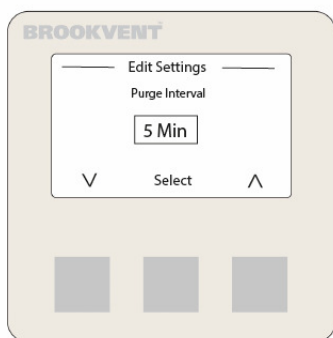 BROOKVENT
Edit Settings
Purge Interval
5 Min
Select